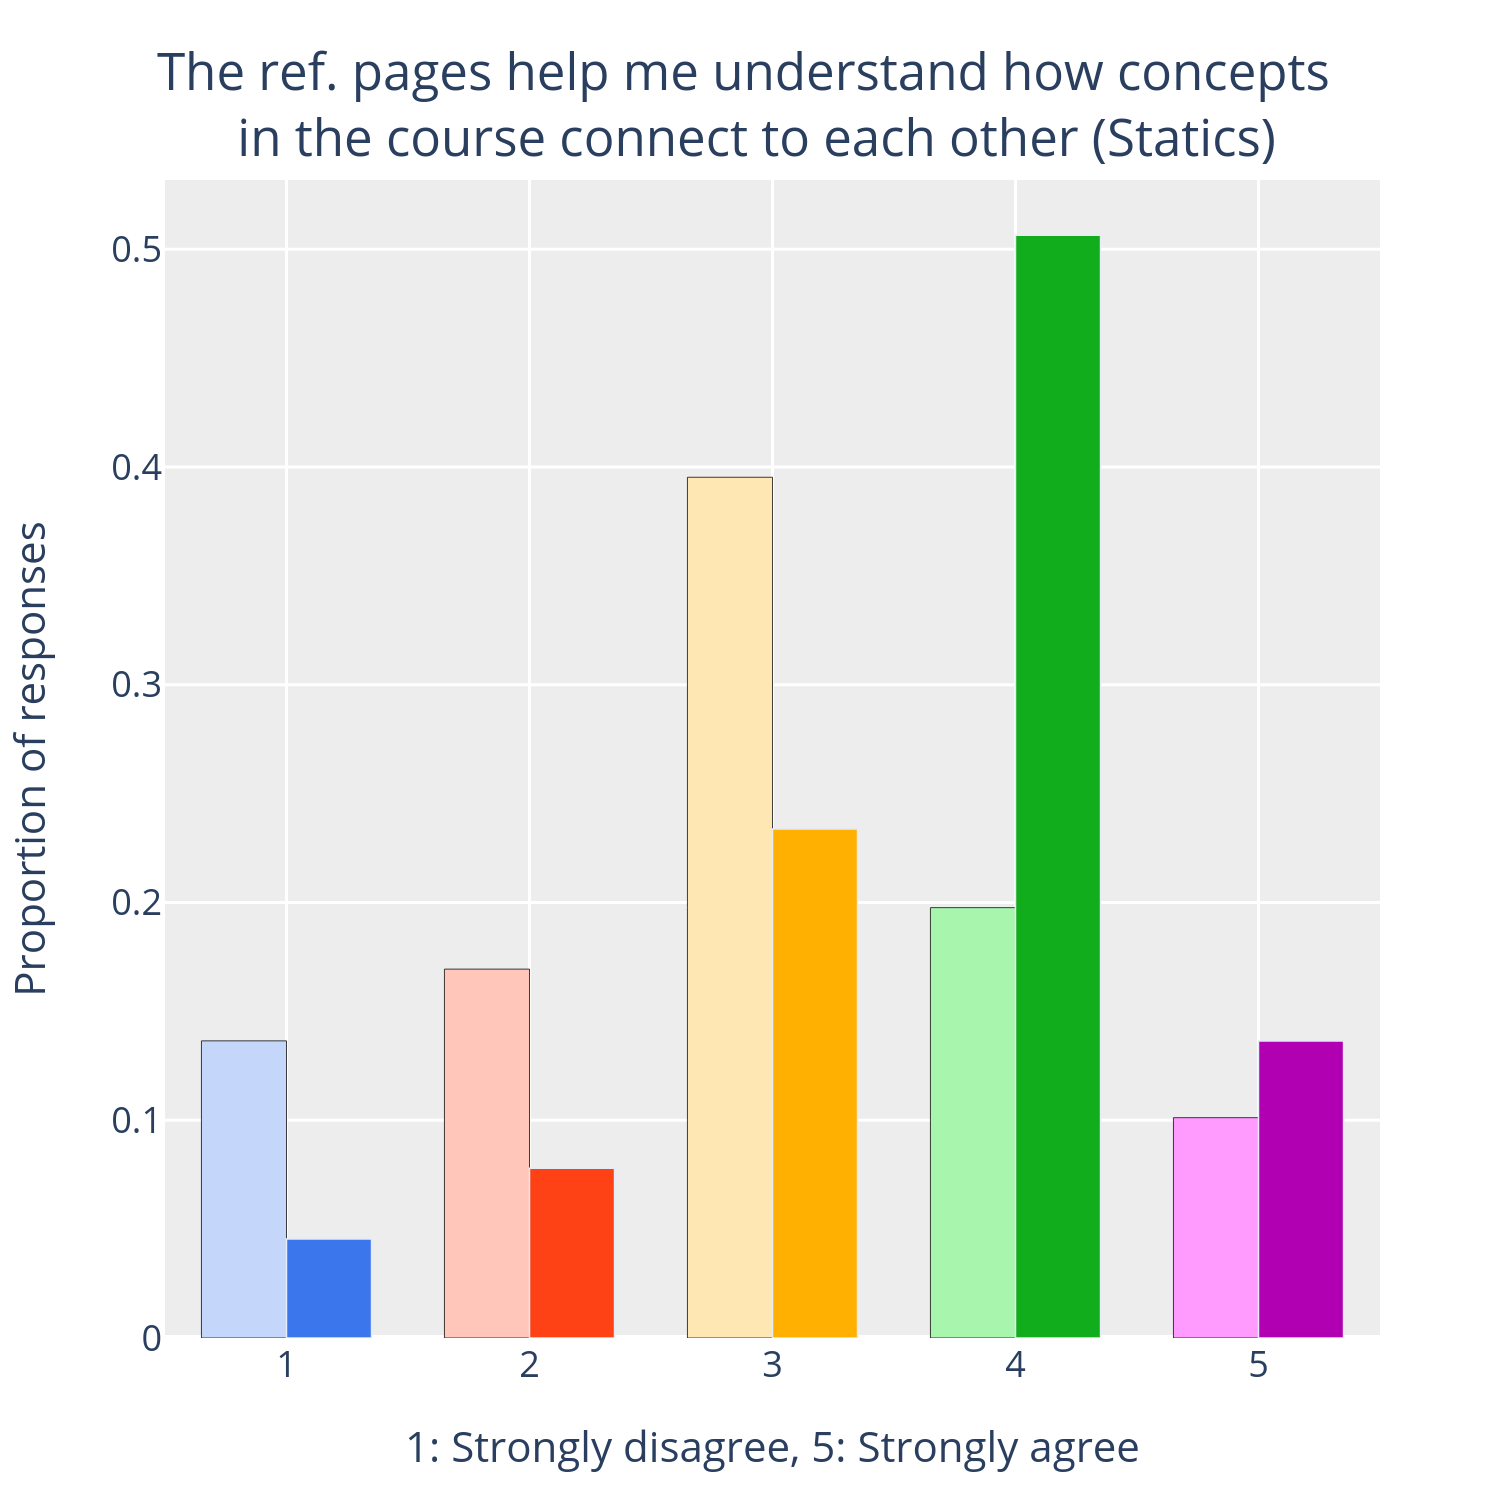 The ref. pages help me understand how concepts
in the course connect to each other (Statics)
Proportion of responses
0.5
0.4
0.3
0.2
0.1
0
1 2 3 4 5
1: Strongly disagree, 5: Strongly agree